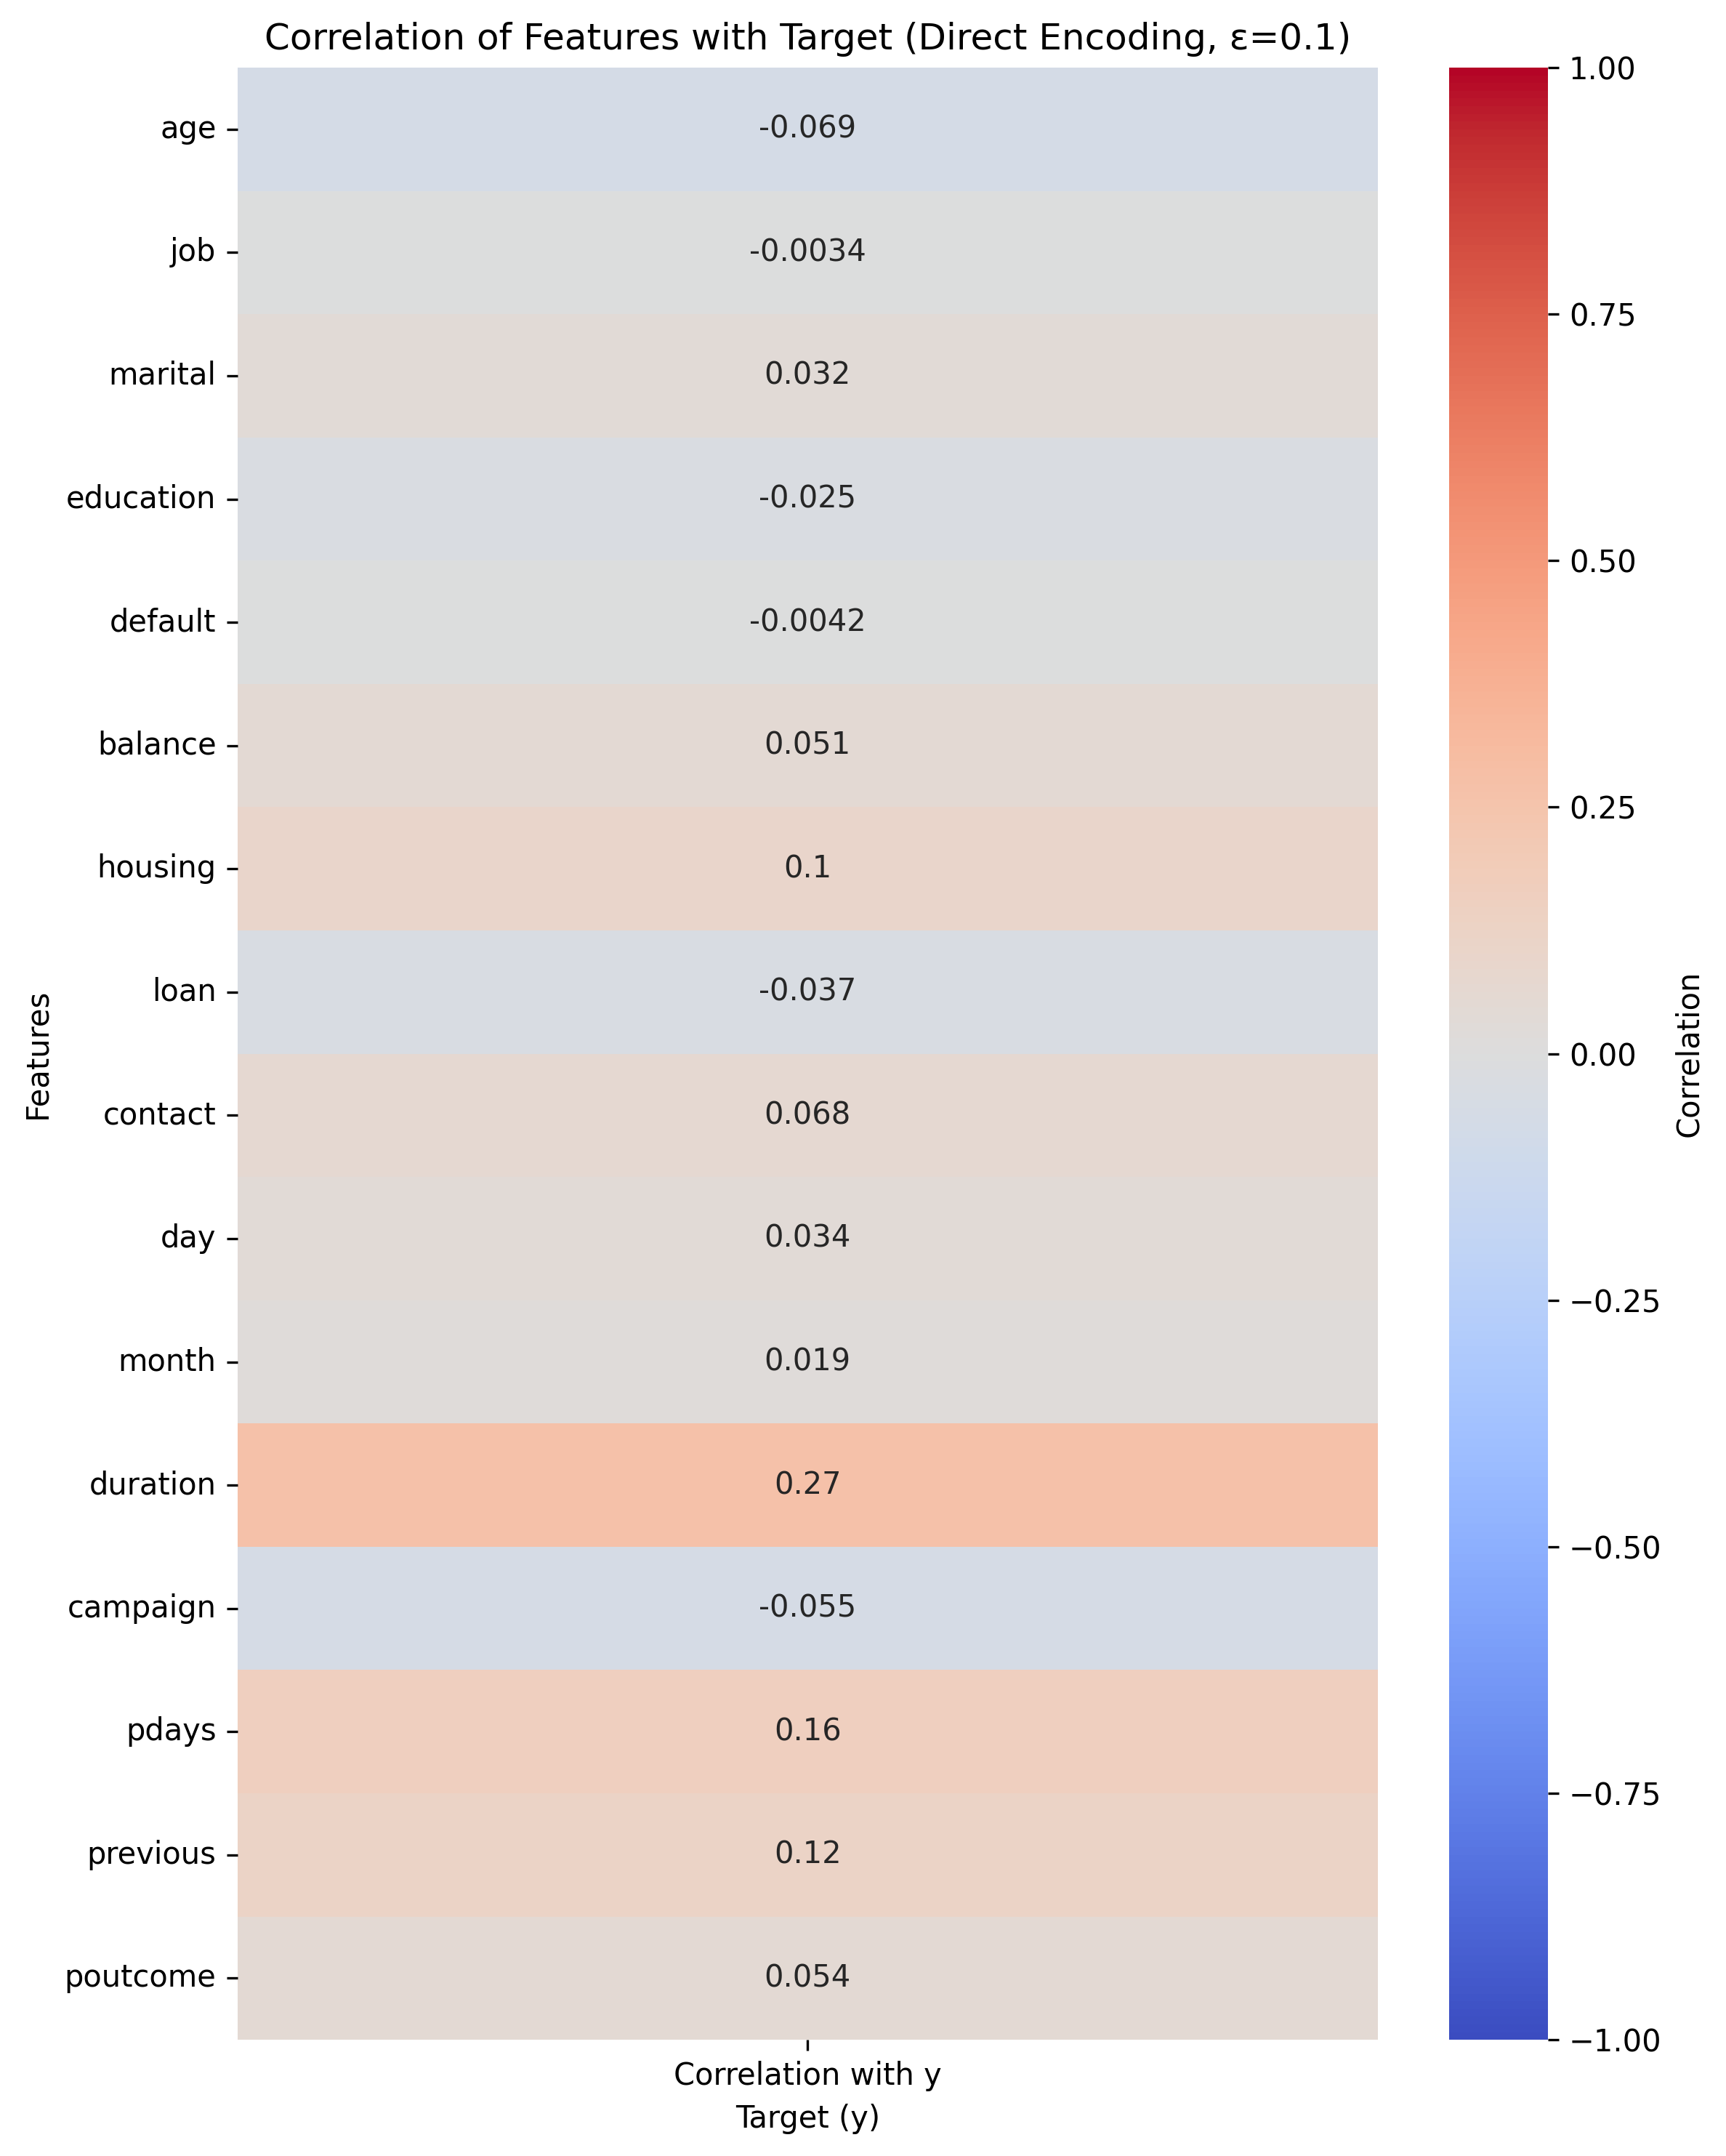 Correlation of Features with Target (Direct Encoding, ε=0.1)
Features
age -0.069
job -0.0034
marital 0.032
education -0.025
default -0.0042
balance 0.051
housing 0.1
loan -0.037
contact 0.068
day 0.034
month 0.019
duration 0.27
campaign -0.055
pdays 0.16
previous 0.12
poutcome 0.054
Correlation with y
Target (y)
1.00
0.75
0.50
0.25
0.00
−0.25
−0.50
−0.75
−1.00
Correlation